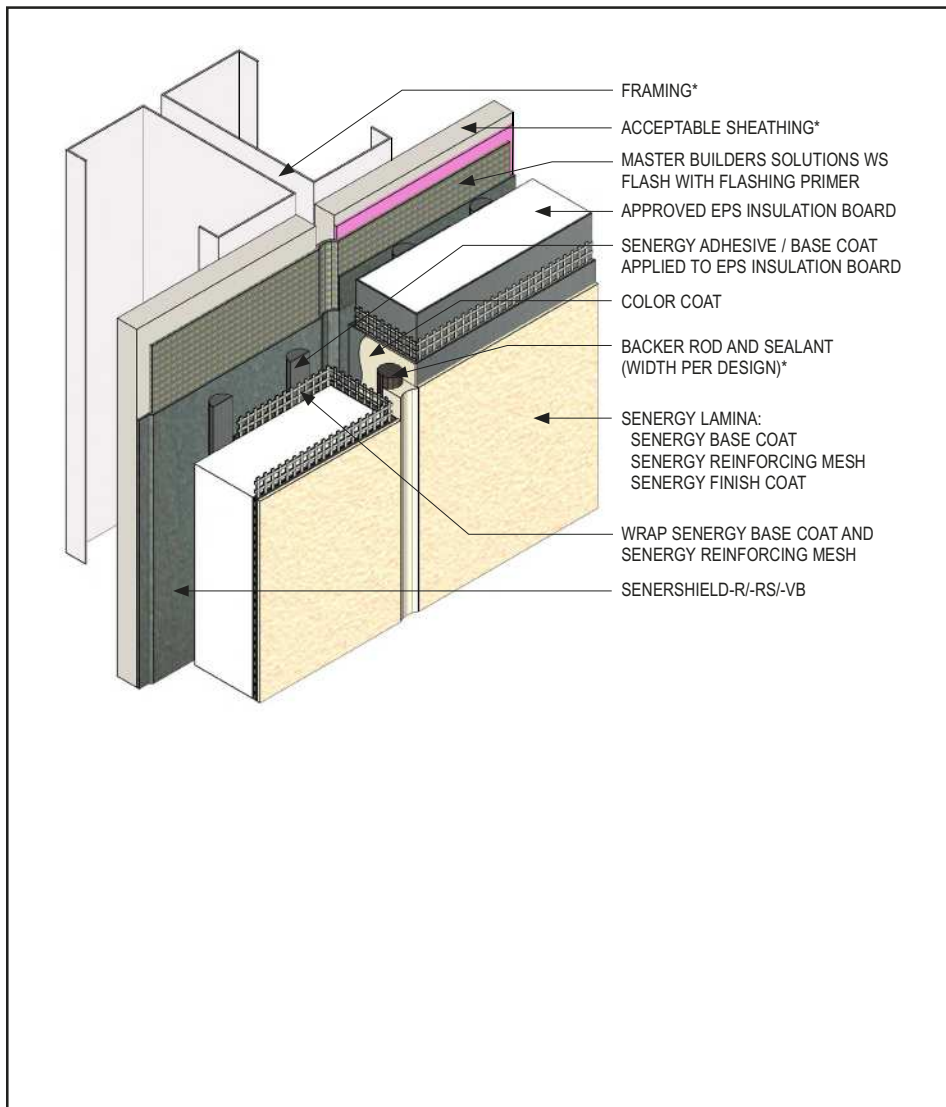 FRAMING*
ACCEPTABLE SHEATHING*
MASTER BUILDERS SOLUTIONS WS
FLASH WITH FLASHING PRIMER
APPROVED EPS INSULATION BOARD
SENERGY ADHESIVE / BASE COAT
APPLIED TO EPS INSULATION BOARD
COLOR COAT
BACKER ROD AND SEALANT
(WIDTH PER DESIGN)*
SENERGY LAMINA:
SENERGY BASE COAT
SENERGY REINFORCING MESH
SENERGY FINISH COAT
WRAP SENERGY BASE COAT AND
SENERGY REINFORCING MESH
SENERSHIELD-R/-RS/-VB